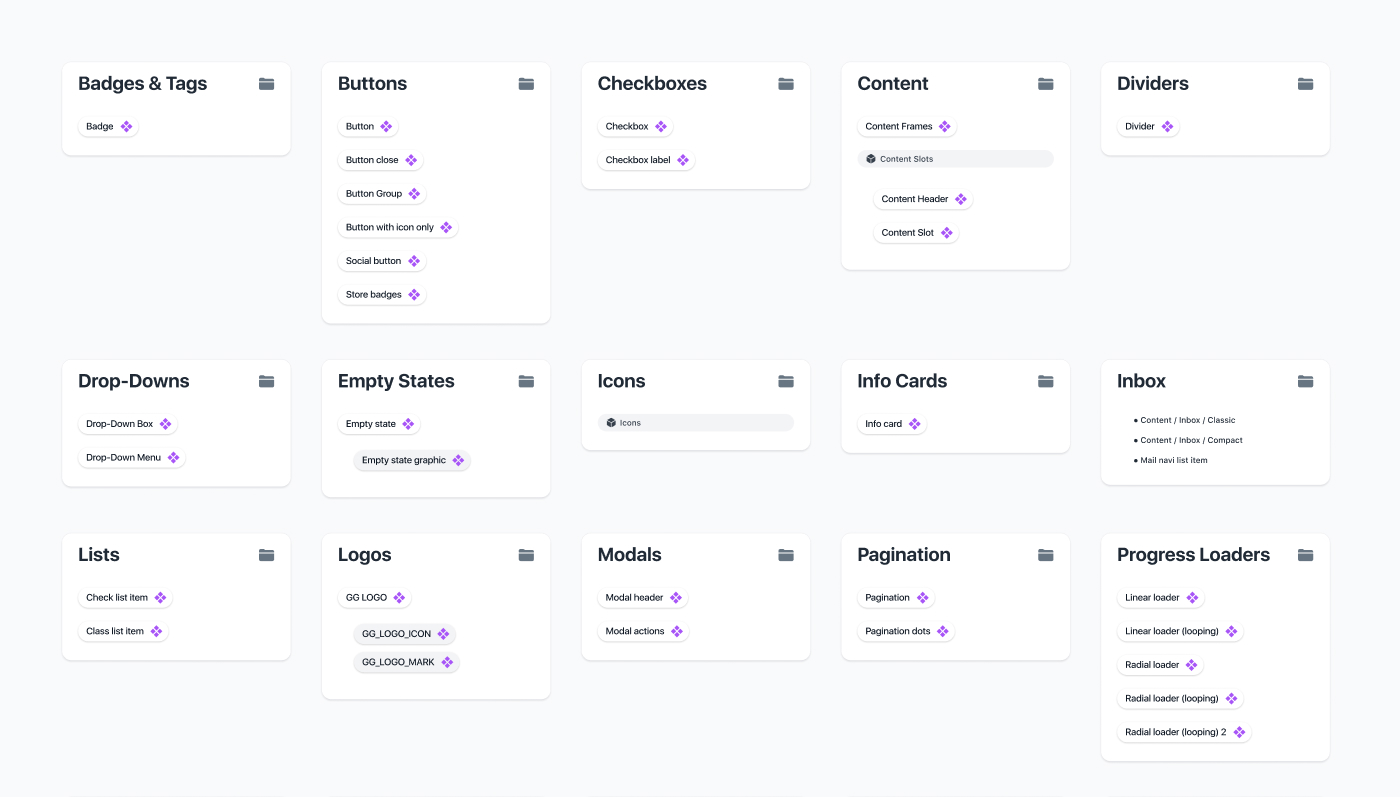 Badges & Tags
Badge
Buttons
Button
Button close
Button Group
Button with icon only
Social button
Store badges
Checkboxes
Checkbox
Checkbox label
Content
Content Frames
Content Slots
Content Header
Content Slot
Dividers
Divider
Drop-Downs
Drop-Down Box
Drop-Down Menu
Empty States
Empty state
Empty state graphic
Icons
Icons
Info Cards
Info card
Inbox
• Content / Inbox / Classic
• Content / Inbox / Compact
• Mail navi list item
Lists
Check list item
Class list item
Logos
GG LOGO
GG_LOGO_ICON
GG_LOGO_MARK
Modals
Modal header
Modal actions
Pagination
Pagination
Pagination dots
Progress Loaders
Linear loader
Linear loader (looping)
Radial loader
Radial loader (looping)
Radial loader (looping) 2